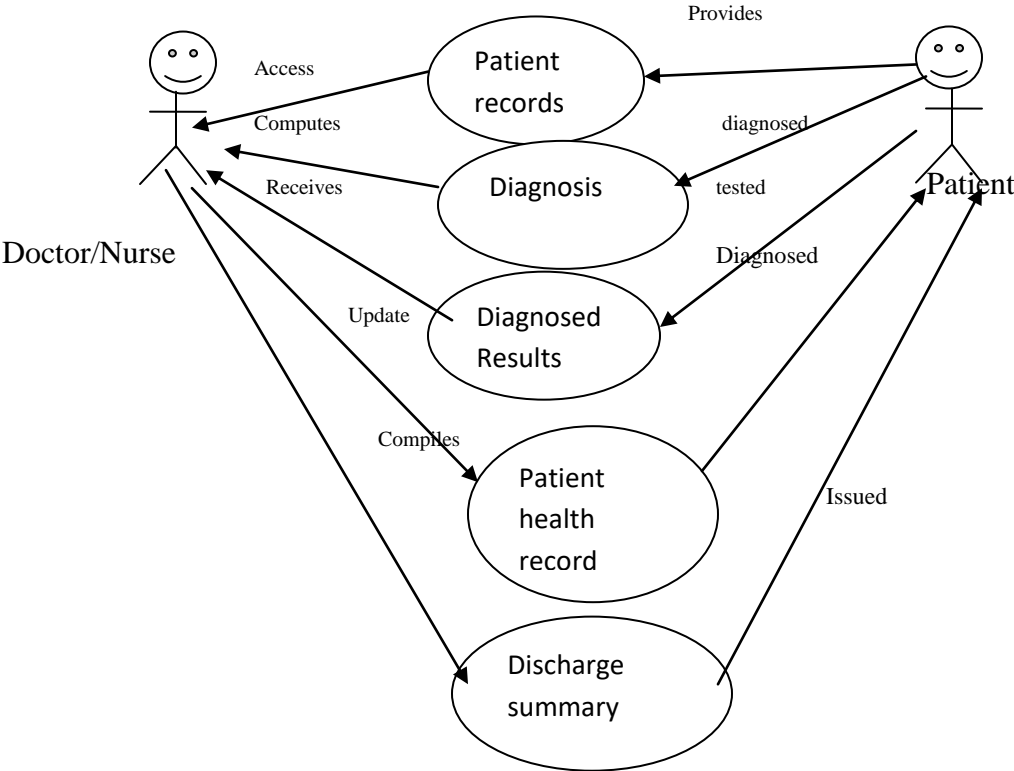 Provides
Patient
records
Access
Computes
diagnosed
Receives
Diagnosis
tested
Patient
Doctor/Nurse
Diagnosed
Update
Diagnosed
Results
Compiles
Patient
health
record
Issued
Discharge
summary